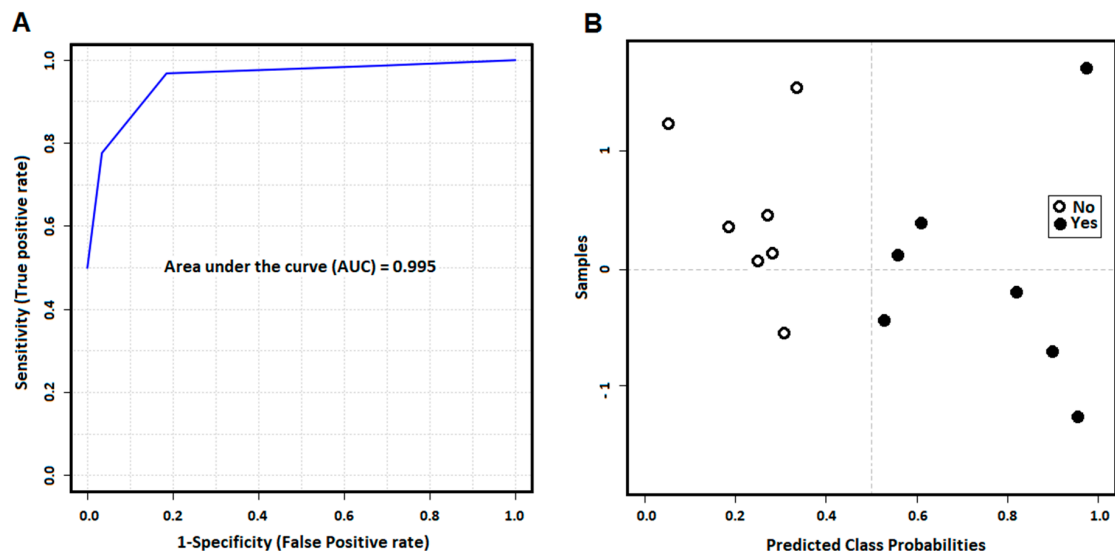 A
Sensitivity (True positive rate)
1.0
0.8
0.6
0.4
0.2
0.0
Area under the curve (AUC) = 0.995
0.0 0.2 0.4 0.6 0.8 1.0
1-Specificity (False Positive rate)
B
Samples
1
0
- 1
No
Yes
0.0 0.2 0.4 0.6 0.8 1.0
Predicted Class Probabilities